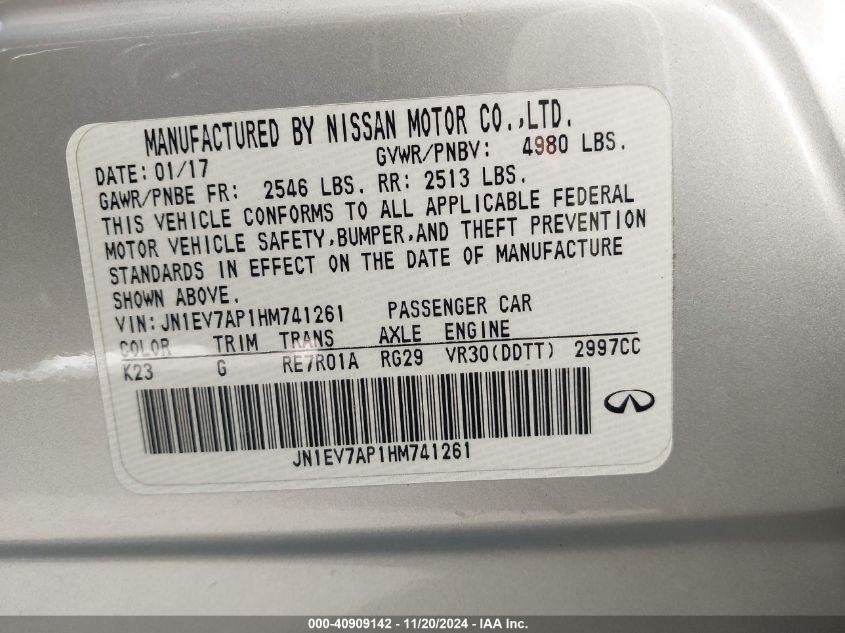 MANUFACTURED BY NISSAN MOTOR CO.,LTD.
DATE: 01/17 GVWR/PNBV: 4980 LBS.
GAWR/PNBE FR: 2546 LBS. RR: 2513 LBS.
THIS VEHICLE CONFORMS TO ALL APPLICABLE FEDERAL
MOTOR VEHICLE SAFETY,BUMPER,AND THEFT PREVENTION
STANDARDS IN EFFECT ON THE DATE OF MANUFACTURE
SHOWN ABOVE.
VIN: JN1EV7AP1HM741261 PASSENGER CAR
COLOR TRIM TRANS AXLE ENGINE
K23 G RE7R01A RG29 VR30(DDTT) 2997CC
JN1EV7AP1HM741261
000-40909142 - 11/20/2024 - IAA Inc.